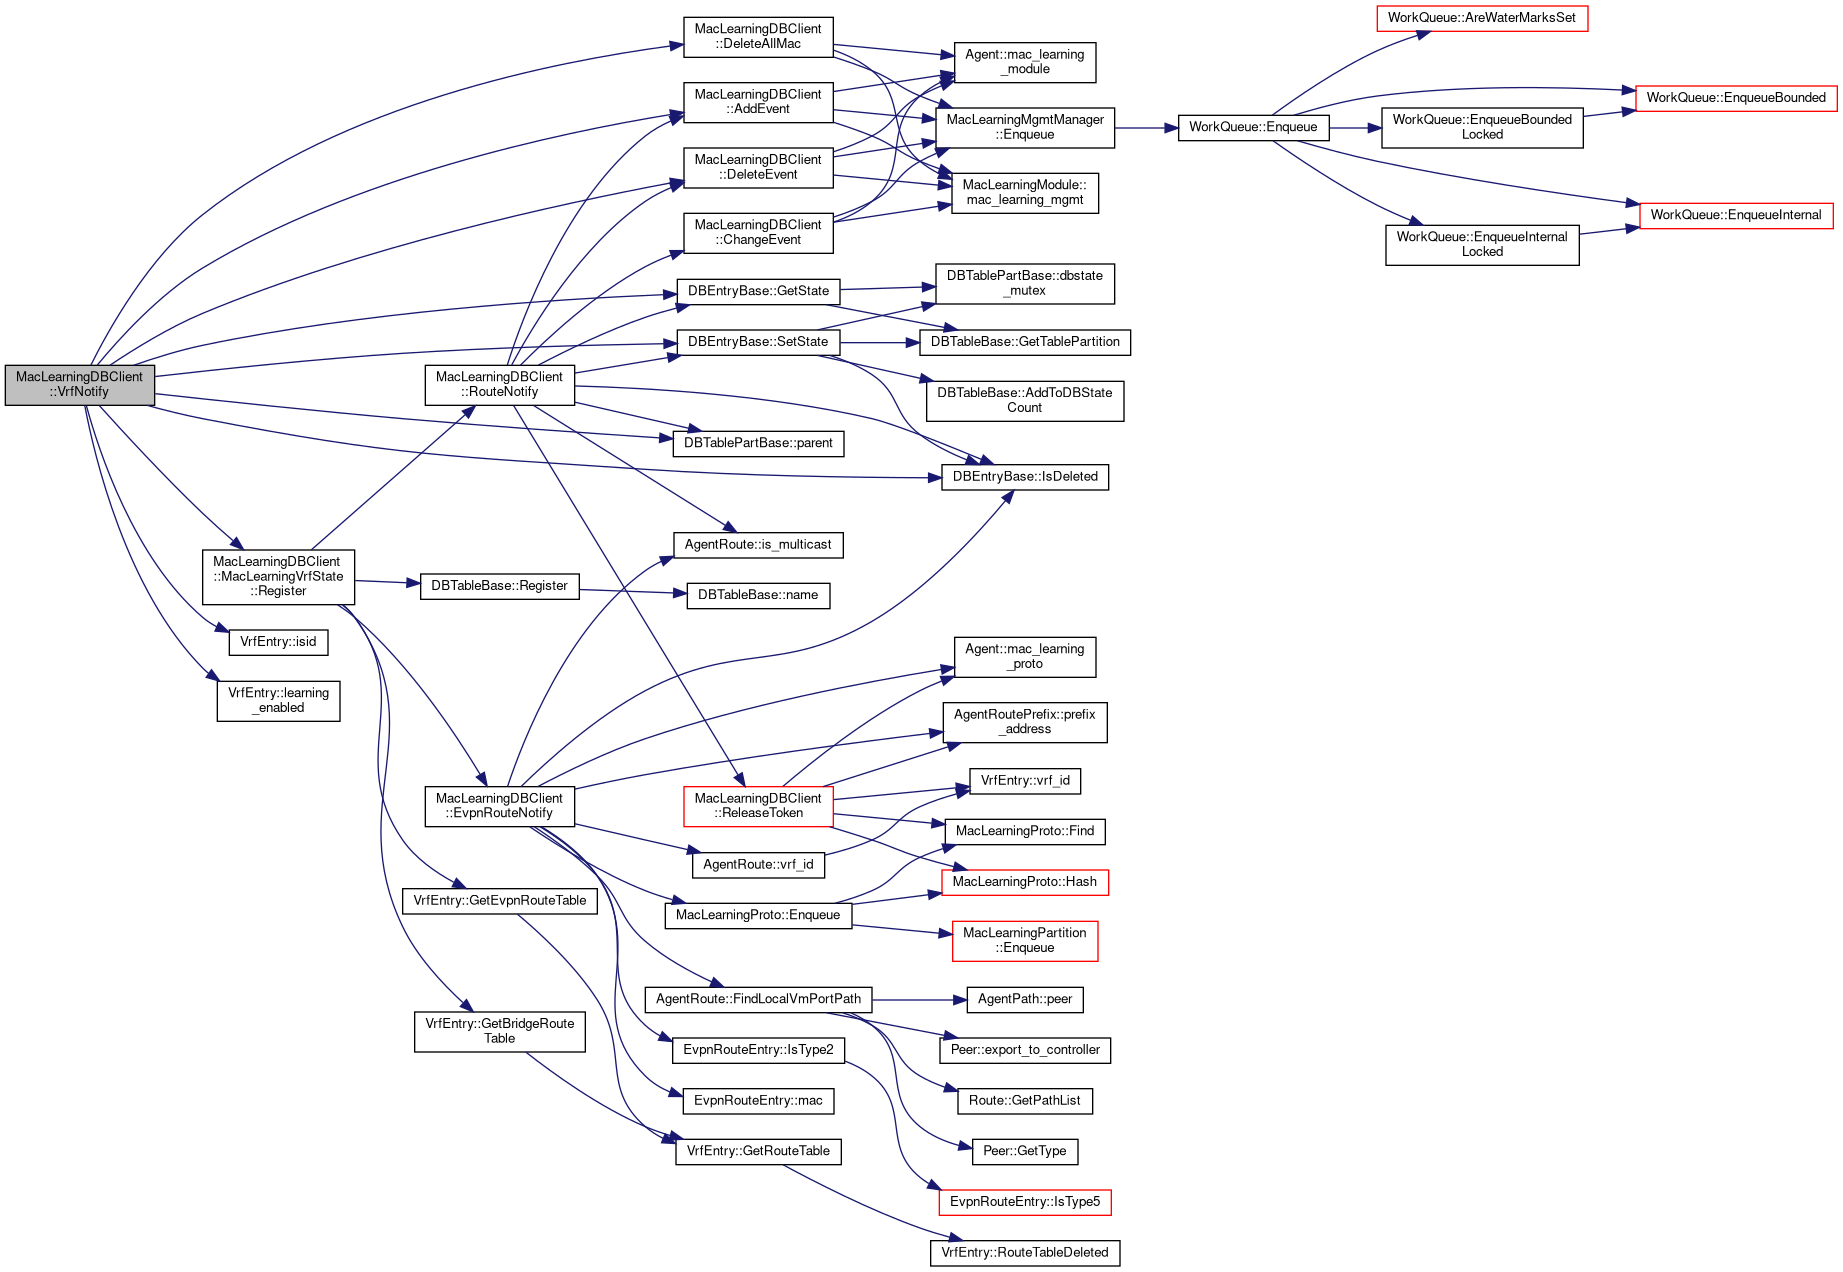 MacLearningDBClient
::VrfNotify
MacLearningDBClient
::MacLearningVrfState
::Register
VrfEntry::isid
VrfEntry::learning
_enabled
MacLearningDBClient
::RouteNotify
DBTableBase::Register
MacLearningDBClient
::EvpnRouteNotify
VrfEntry::GetEvpnRouteTable
VrfEntry::GetBridgeRoute
Table
MacLearningDBClient
::DeleteAllMac
MacLearningDBClient
::AddEvent
MacLearningDBClient
::DeleteEvent
MacLearningDBClient
::ChangeEvent
DBEntryBase::GetState
DBEntryBase::SetState
DBTablePartBase::parent
AgentRoute::is_multicast
DBTableBase::name
MacLearningDBClient
::ReleaseToken
AgentRoute::vrf_id
MacLearningProto::Enqueue
AgentRoute::FindLocalVmPortPath
EvpnRouteEntry::IsType2
EvpnRouteEntry::mac
VrfEntry::GetRouteTable
Agent::mac_learning
_module
MacLearningMgmtManager
::Enqueue
MacLearningModule::
mac_learning_mgmt
DBTablePartBase::dbstate
_mutex
DBTableBase::GetTablePartition
DBTableBase::AddToDBState
Count
DBEntryBase::IsDeleted
Agent::mac_learning
_proto
AgentRoutePrefix::prefix
_address
VrfEntry::vrf_id
MacLearningProto::Find
MacLearningProto::Hash
MacLearningPartition
::Enqueue
AgentPath::peer
Peer::export_to_controller
Route::GetPathList
Peer::GetType
EvpnRouteEntry::IsType5
VrfEntry::RouteTableDeleted
WorkQueue::Enqueue
WorkQueue::AreWaterMarksSet
WorkQueue::EnqueueBounded
Locked
WorkQueue::EnqueueInternal
Locked
WorkQueue::EnqueueBounded
WorkQueue::EnqueueInternal